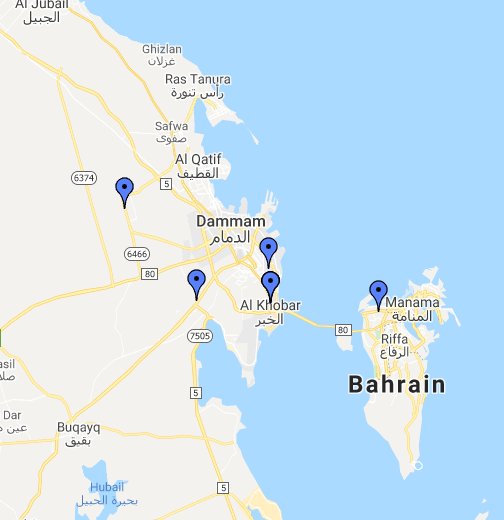 Al Jubail
الجبيل
Ghizlan
غزلان
Ras Tanura
رأس تنورة
Safwa
صفوى
Al Qatif
القطيف
6374
5
Dammam
الدمام
6466
80
Al Khobar
الخبر
Manama
المنامة
80
Riffa
الرفاع
7505
Bahrain
5
Dar
عين دار
Buqayq
بقيق
Hubail
بحيرة الحبيل
5